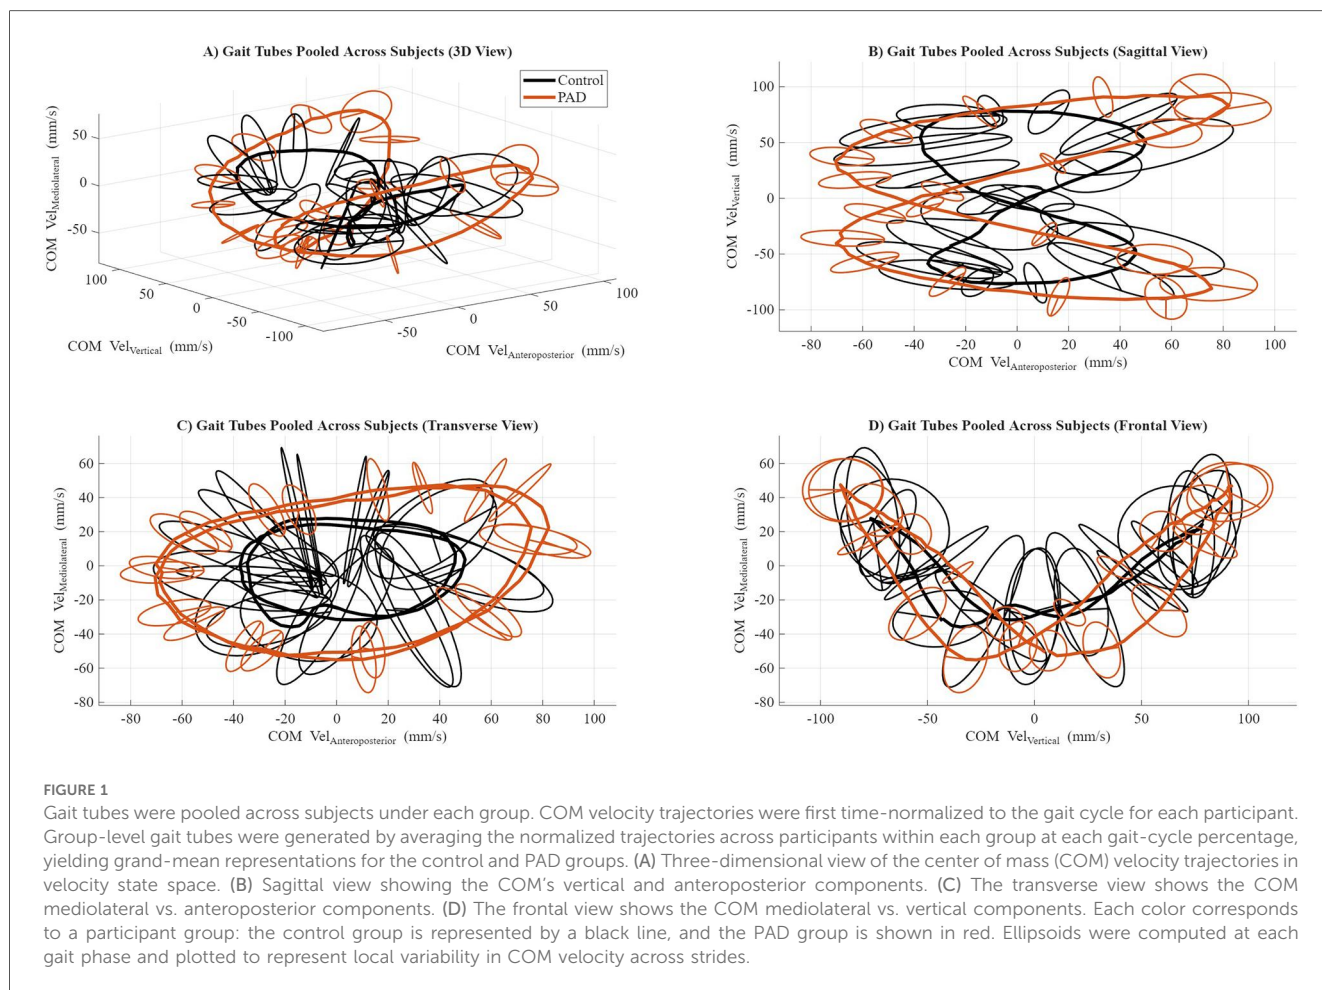 A) Gait Tubes Pooled Across Subjects (3D View)
Control
PAD
50
0
-50
COM Vel_Mediolateral (mm/s)
100
50
0
-50
-100
COM Vel_Vertical (mm/s)
-50
0
50
100
COM Vel_Anteroposterior (mm/s)
B) Gait Tubes Pooled Across Subjects (Sagittal View)
100
50
0
-50
-100
COM Vel_Vertical (mm/s)
-80 -60 -40 -20 0 20 40 60 80 100
COM Vel_Anteroposterior (mm/s)
C) Gait Tubes Pooled Across Subjects (Transverse View)
60
40
20
0
-20
-40
-60
-80
COM Vel_Mediolateral (mm/s)
-80 -60 -40 -20 0 20 40 60 80 100
COM Vel_Anteroposterior (mm/s)
D) Gait Tubes Pooled Across Subjects (Frontal View)
60
40
20
0
-20
-40
-60
-80
COM Vel_Mediolateral (mm/s)
-100 -50 0 50 100
COM Vel_Vertical (mm/s)
FIGURE 1
Gait tubes were pooled across subjects under each group. COM velocity trajectories were first time-normalized to the gait cycle for each participant.
Group-level gait tubes were generated by averaging the normalized trajectories across participants within each group at each gait-cycle percentage,
yielding grand-mean representations for the control and PAD groups. (A) Three-dimensional view of the center of mass (COM) velocity trajectories in
velocity state space. (B) Sagittal view showing the COM's vertical and anteroposterior components. (C) The transverse view shows the COM
mediolateral vs. anteroposterior components. (D) The frontal view shows the COM mediolateral vs. vertical components. Each color corresponds
to a participant group: the control group is represented by a black line, and the PAD group is shown in red. Ellipsoids were computed at each
gait phase and plotted to represent local variability in COM velocity across strides.